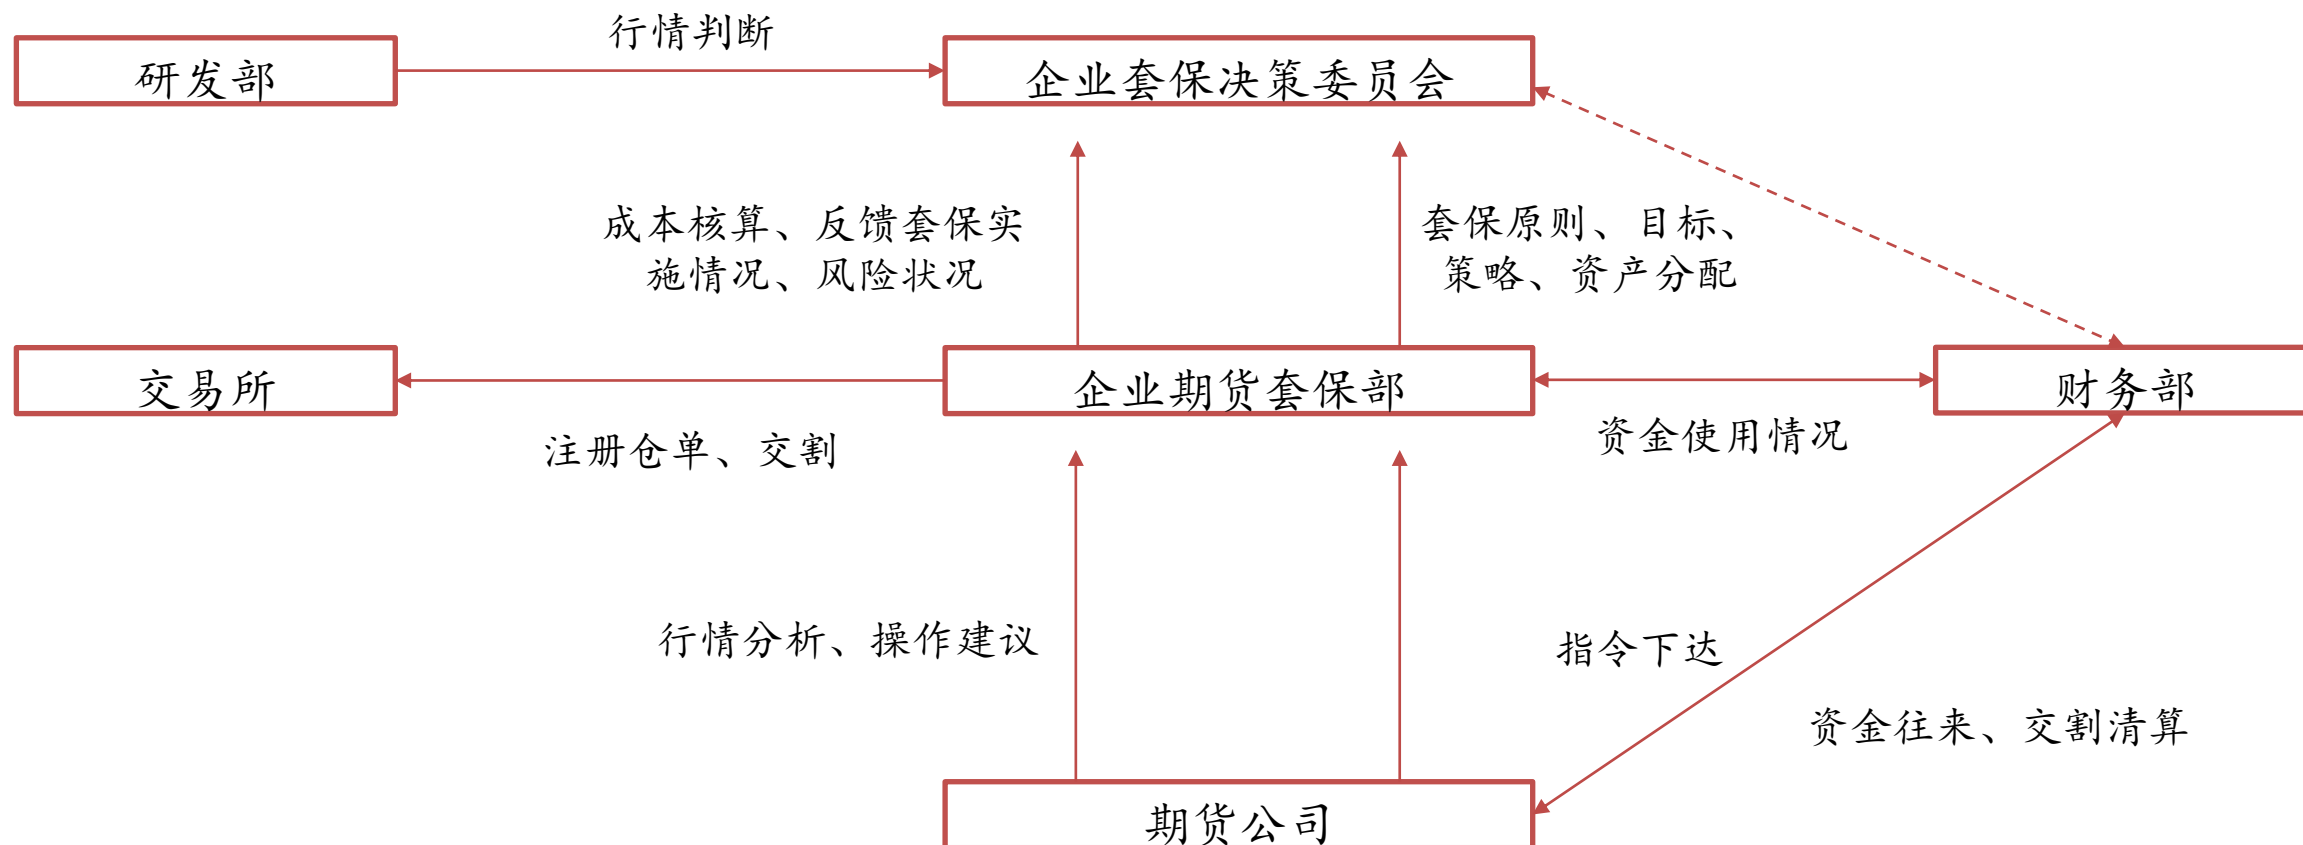 行情判断
研发部
企业套保决策委员会
成本核算、反馈套保实
施情况、风险状况
套保原则、目标、
策略、资产分配
交易所
企业期货套保部
财务部
注册仓单、交割
资金使用情况
行情分析、操作建议
指令下达
资金往来、交割清算
期货公司